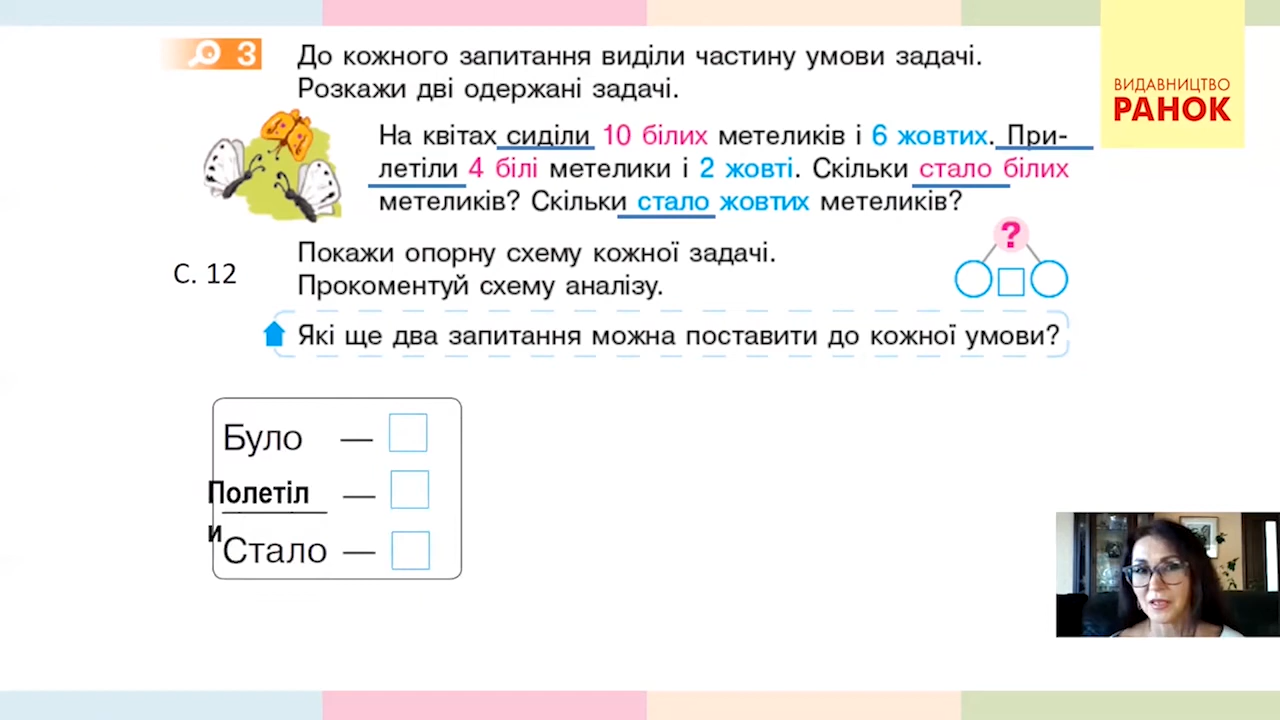 3
До кожного запитання виділи частину умови задачі.
Розкажи дві одержані задачі.
ВИДАВНИЦТВО
РАНОК
На квітах сиділи 10 білих метеликів і 6 жовтих. При-
летіли 4 білі метелики і 2 жовті. Скільки стало білих
метеликів? Скільки стало жовтих метеликів?
С. 12
Покажи опорну схему кожної задачі.
Прокоментуй схему аналізу.
?
Які ще два запитання можна поставити до кожної умови?
Було —
Полетіл
и
—
Стало —